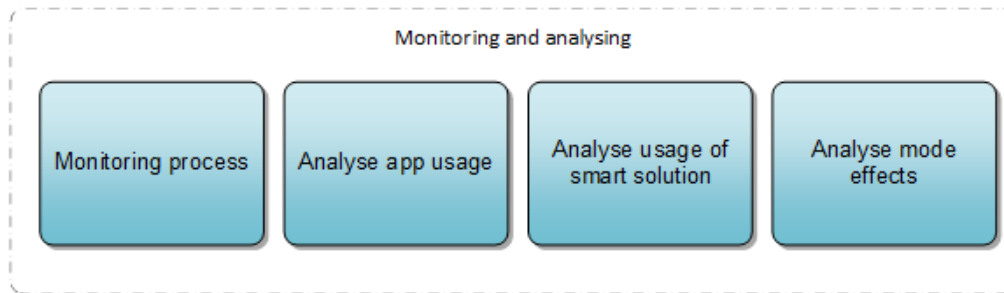 Monitoring and analysing
Monitoring process
Analyse app usage
Analyse usage of
smart solution
Analyse mode
effects